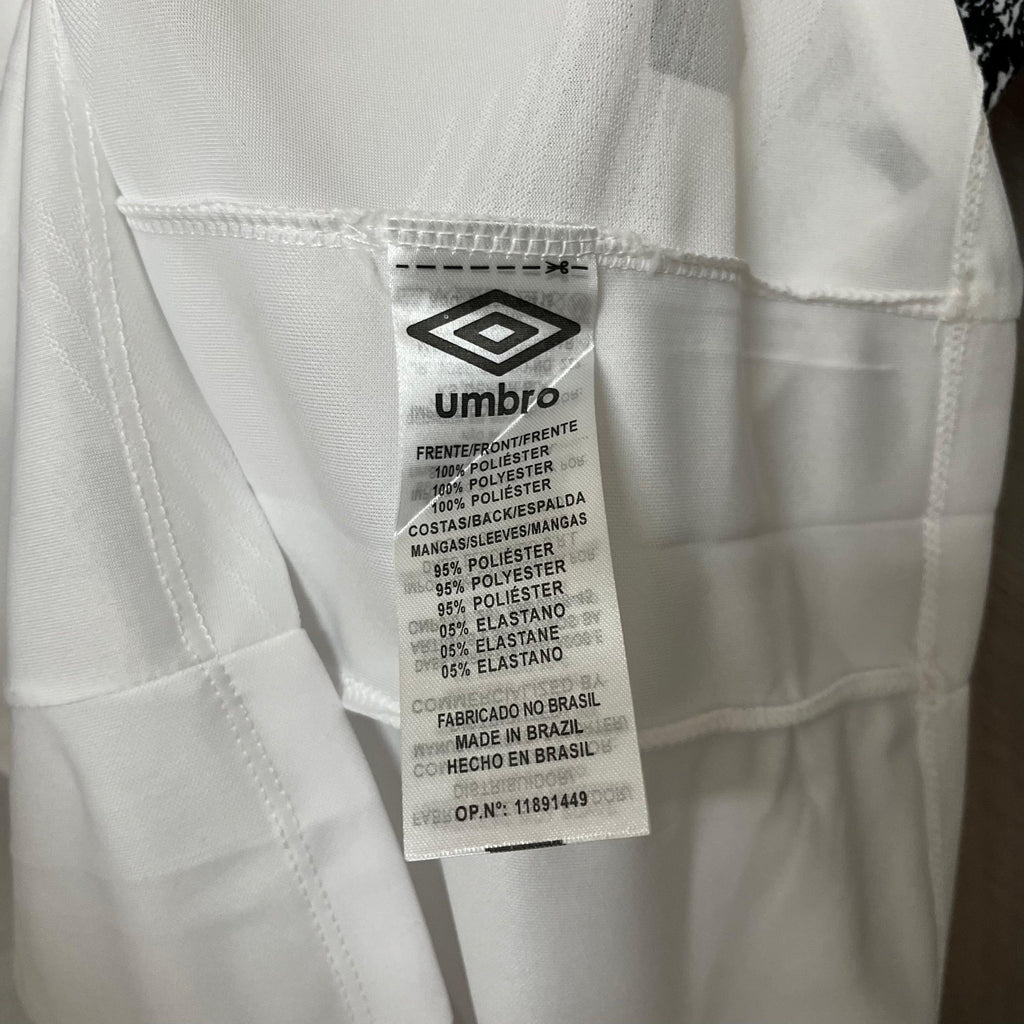 umbro
FRENTE/FRONT/FRENTE
100% POLIÉSTER
100% POLYESTER
100% POLIÉSTER
COSTAS/BACK/ESPALDA
MANGAS/SLEEVES/MANGAS
95% POLIÉSTER
95% POLYESTER
95% POLIÉSTER
05% ELASTANO
05% ELASTANE
05% ELASTANO
FABRICADO NO BRASIL
MADE IN BRAZIL
HECHO EN BRASIL
OP.Nº: 11891449